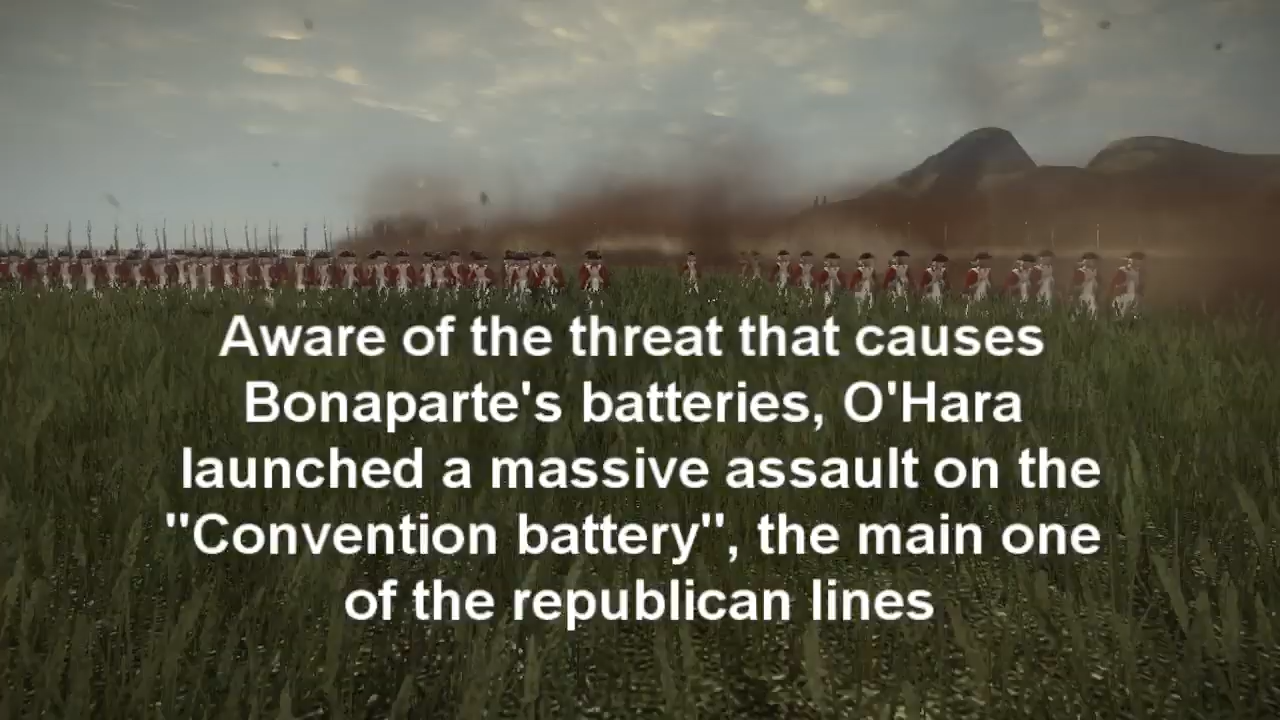 Aware of the threat that causes
Bonaparte's batteries, O'Hara
launched a massive assault on the
"Convention battery", the main one
of the republican lines